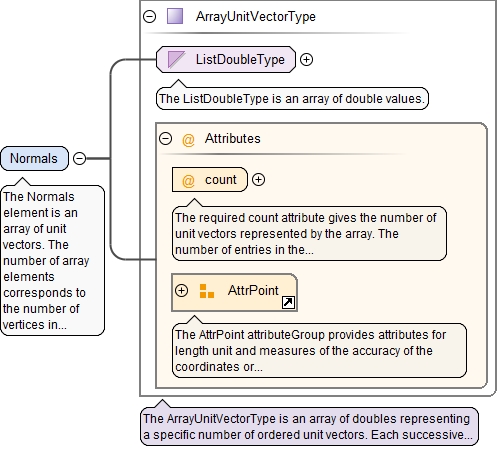 ArrayUnitVectorType
ListDoubleType
The ListDoubleType is an array of double values.
@ Attributes
@ count
The required count attribute gives the number of
unit vectors represented by the array. The
number of entries in the...
AttrPoint
The AttrPoint attributeGroup provides attributes for
length unit and measures of the accuracy of the
coordinates or...
Normals
The Normals
element is an
array of unit
vectors. The
number of array
elements
corresponds to
the number of
vertices in...
The ArrayUnitVectorType is an array of doubles representing
a specific number of ordered unit vectors. Each successive...